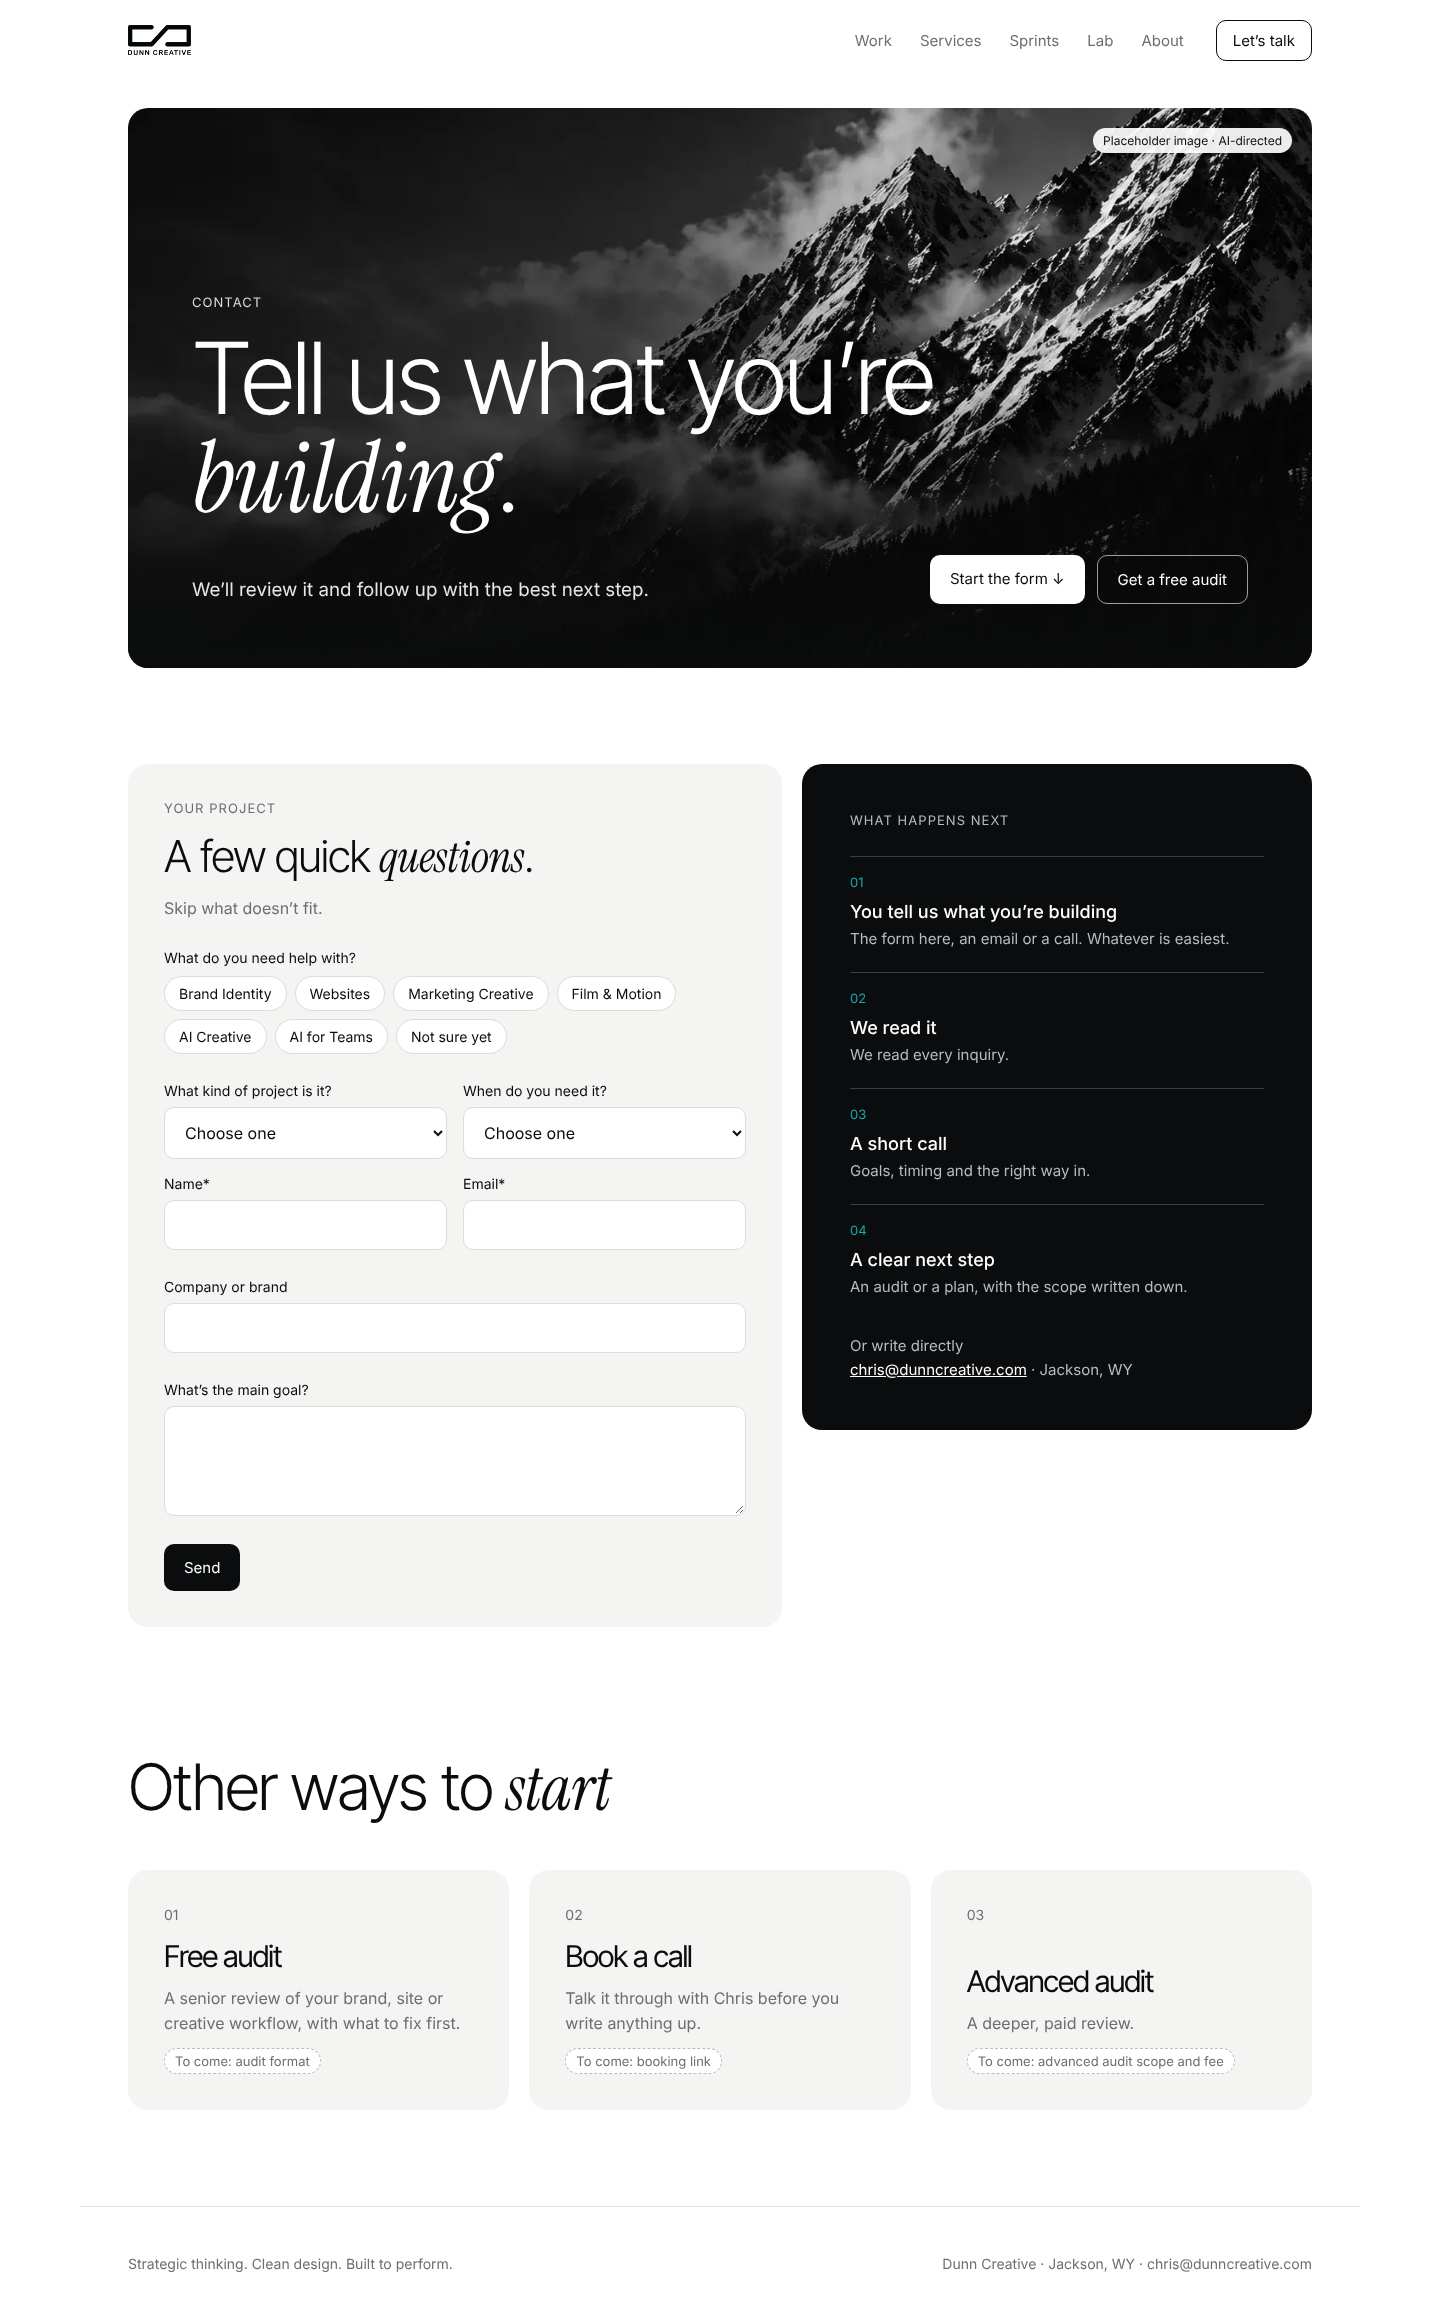 DUNN CREATIVE
Work
Services
Sprints
Lab
About
Let’s talk
Placeholder image · AI-directed
CONTACT
Tell us what you’re
building.
We’ll review it and follow up with the best next step.
Start the form ↓
Get a free audit
YOUR PROJECT
A few quick questions.
Skip what doesn’t fit.
What do you need help with?
Brand Identity
Websites
Marketing Creative
Film & Motion
AI Creative
AI for Teams
Not sure yet
What kind of project is it?
When do you need it?
Choose one
Choose one
Name*
Email*
Company or brand
What’s the main goal?
Send
WHAT HAPPENS NEXT
01
You tell us what you’re building
The form here, an email or a call. Whatever is easiest.
02
We read it
We read every inquiry.
03
A short call
Goals, timing and the right way in.
04
A clear next step
An audit or a plan, with the scope written down.
Or write directly
chris@dunncreative.com · Jackson, WY
Other ways to start
01
Free audit
A senior review of your brand, site or
creative workflow, with what to fix first.
To come: audit format
02
Book a call
Talk it through with Chris before you
write anything up.
To come: booking link
03
Advanced audit
A deeper, paid review.
To come: advanced audit scope and fee
Strategic thinking. Clean design. Built to perform.
Dunn Creative · Jackson, WY · chris@dunncreative.com